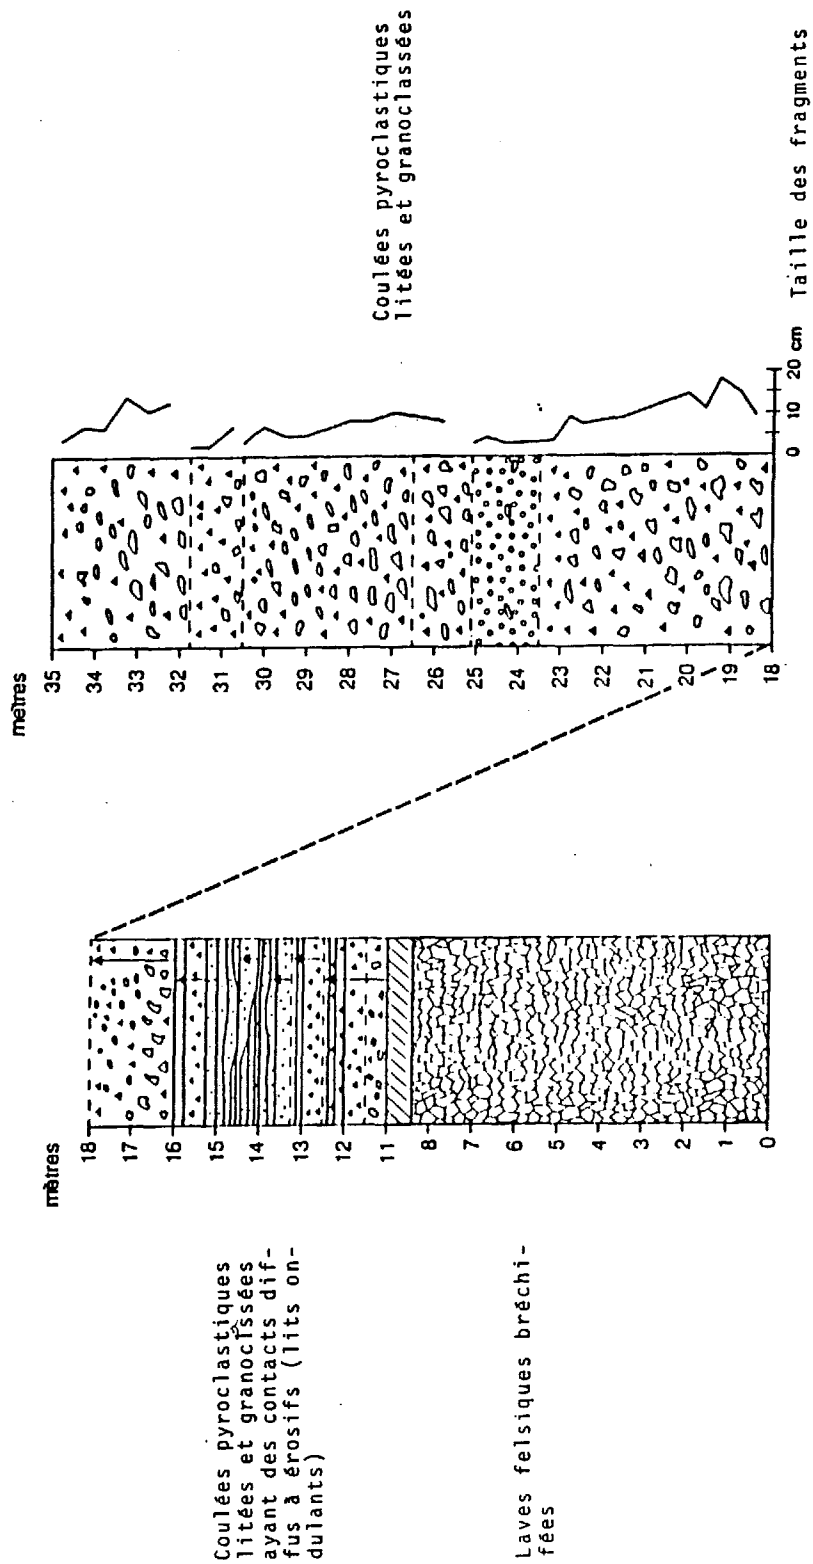 mètres
18
17
16
15
14
13
12
11
8
7
6
5
4
3
2
1
0
Coulées pyroclastiques
litées et granoclssées
ayant des contacts dif-
fus à érosifs (lits on-
dulants)
Laves felsiques bréchi-
fées
mètres
35
34
33
32
31
30
29
28
27
26
25
24
23
22
21
20
19
18
Coulées pyroclastiques
litées et granoclassées
0 10 20 cm
Taille des fragments